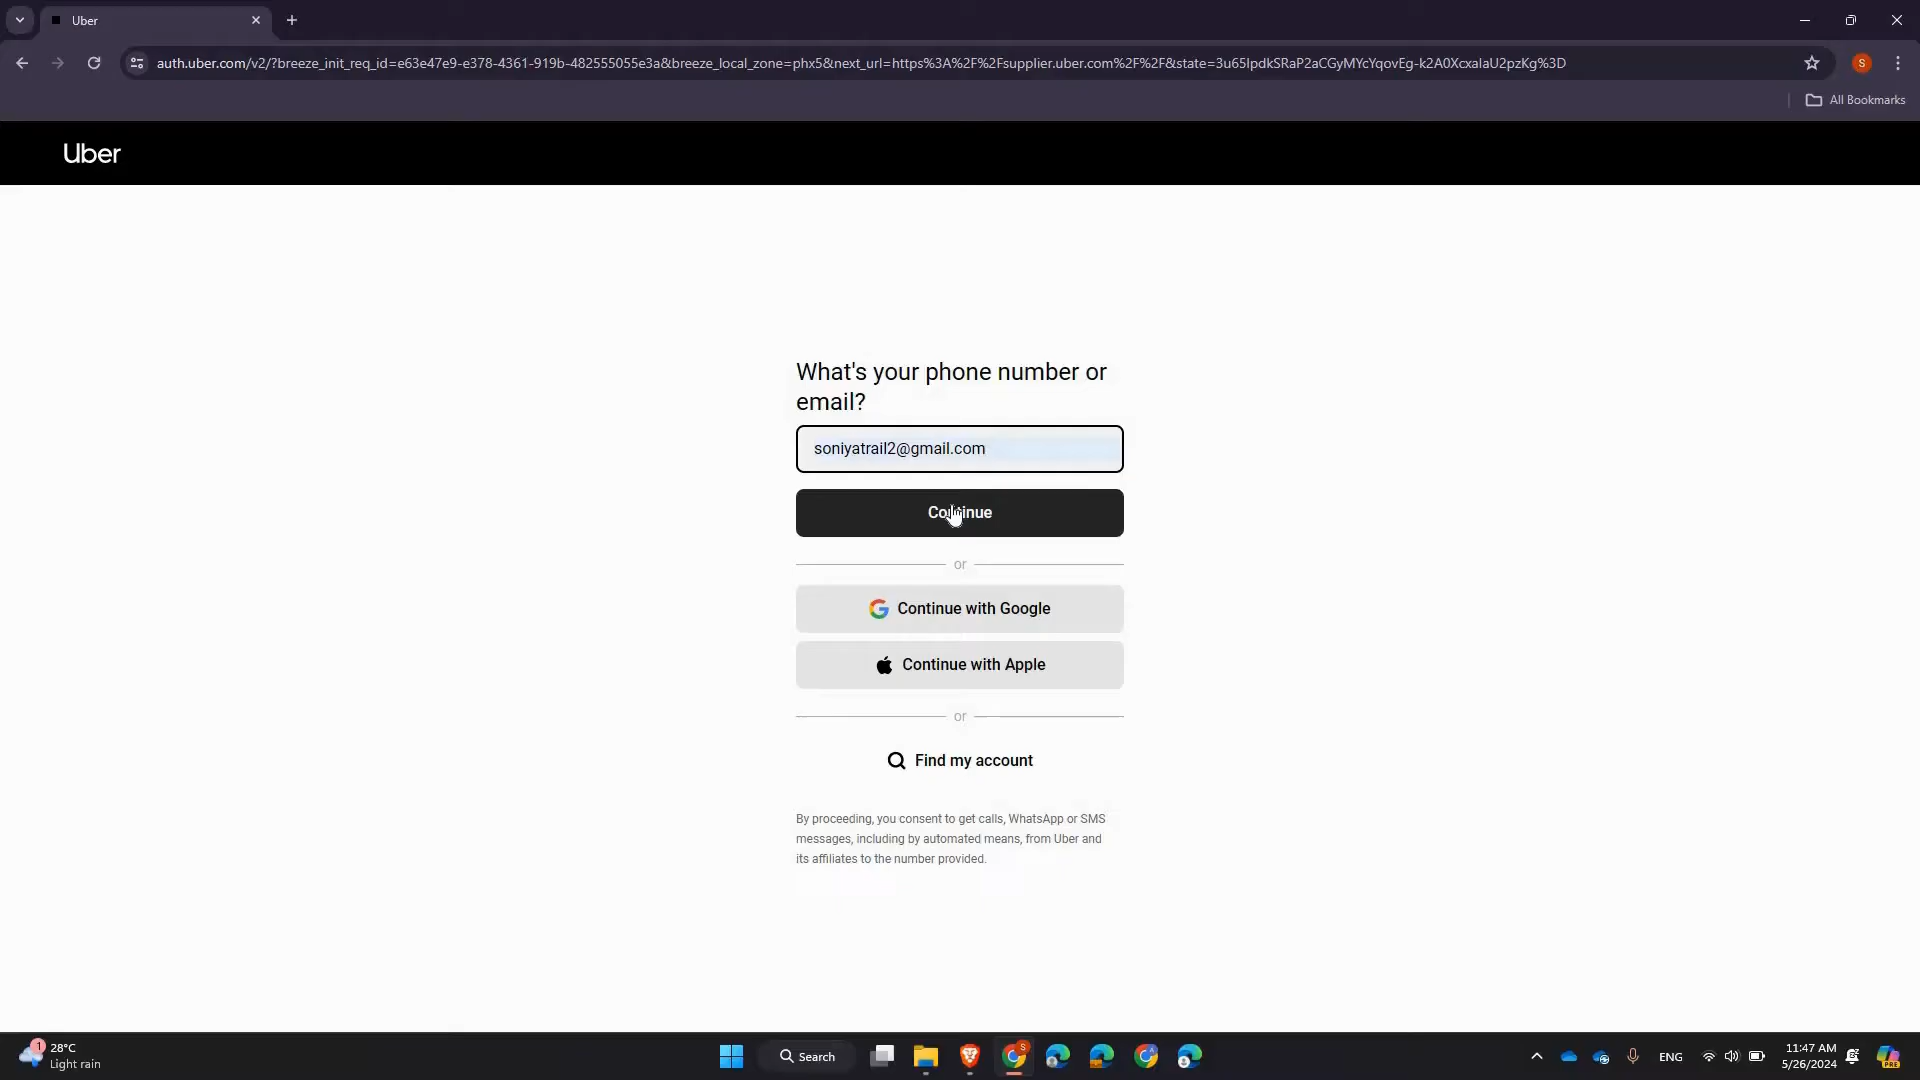 Uber
auth.uber.com/v2/?breeze_init_req_id=e63e47e9-e378-4361-919b-482555055e3a&breeze_local_zone=phx5&next_url=https%3A%2F%2Fsupplier.uber.com%2F%2F&state=3u65IpdkSRaP2aCGyMYcYqovEg-k2A0XcxalaU2pzKg%3D
S
All Bookmarks
Uber
What's your phone number or
email?
soniyatrail2@gmail.com
Continue
or
Continue with Google
Continue with Apple
or
Find my account
By proceeding, you consent to get calls, WhatsApp or SMS
messages, including by automated means, from Uber and
its affiliates to the number provided.
1
28°C
Light rain
Search
S
ENG
11:47 AM
5/26/2024
PRE